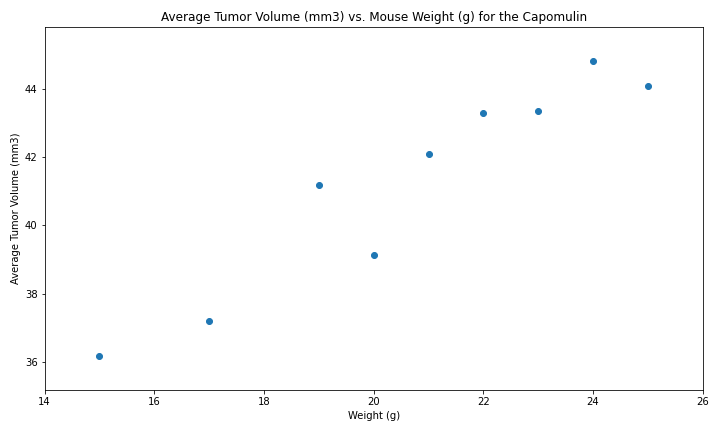 Average Tumor Volume (mm3) vs. Mouse Weight (g) for the Capomulin
Average Tumor Volume (mm3)
44
42
40
38
36
14 16 18 20 22 24 26
Weight (g)